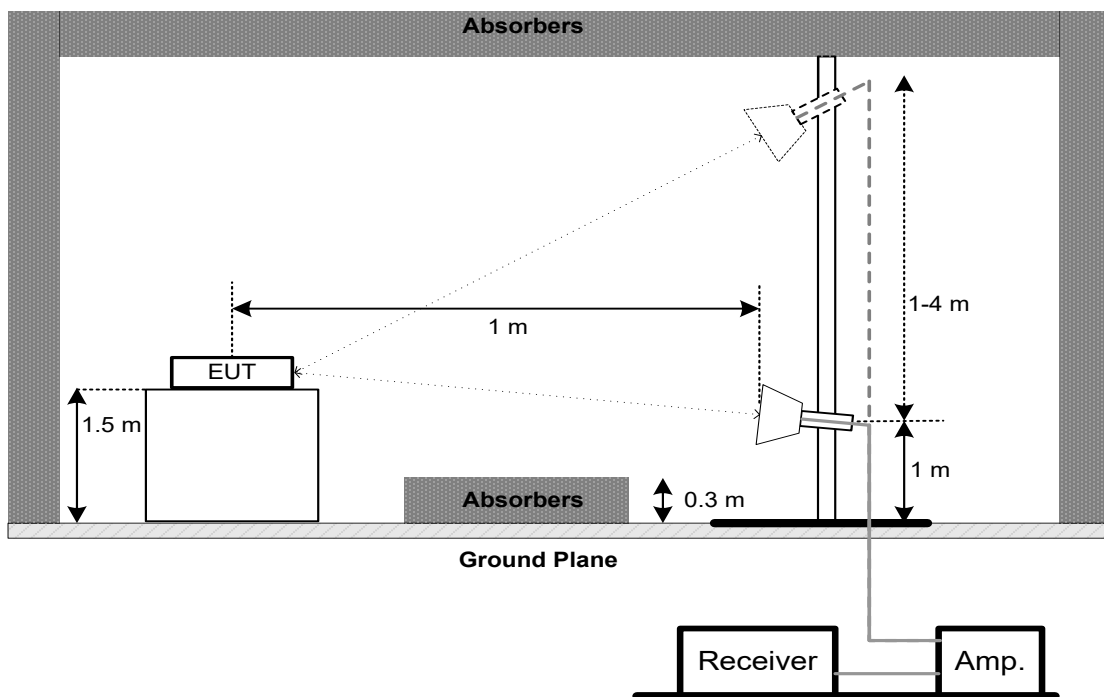 Absorbers
1-4 m
1 m
EUT
1.5 m
1 m
Absorbers
0.3 m
Ground Plane
Receiver
Amp.